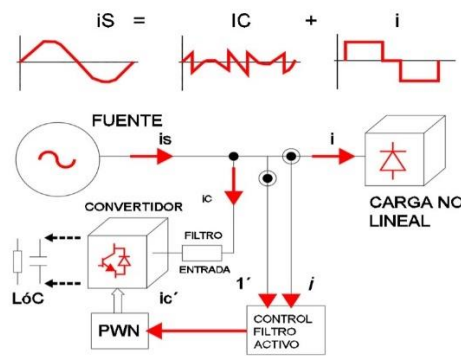 iS = IC + i
FUENTE
is
i
ic
CARGA NO
LINEAL
CONVERTIDOR
FILTRO
ENTRADA
LóC
ic´
1´
i
PWN
CONTROL
FILTRO
ACTIVO